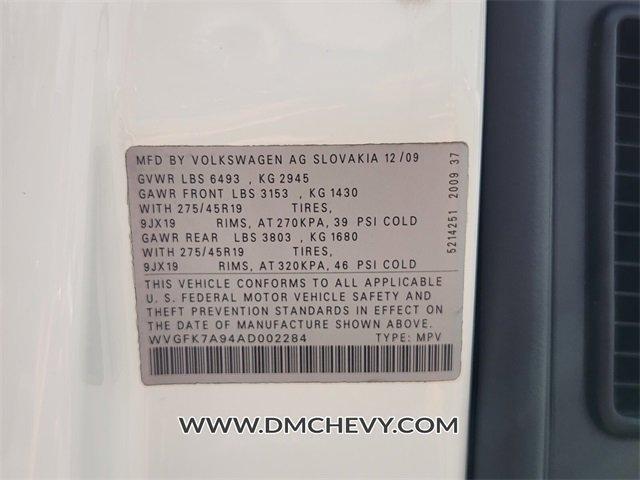 MFD BY VOLKSWAGEN AG SLOVAKIA 12/09
GVWR LBS 6493 , KG 2945
GAWR FRONT LBS 3153 , KG 1430
WITH 275/45R19 TIRES,
9JX19 RIMS, AT 270KPA, 39 PSI COLD
GAWR REAR LBS 3803 , KG 1680
WITH 275/45R19 TIRES,
9JX19 RIMS, AT 320KPA, 46 PSI COLD
THIS VEHICLE CONFORMS TO ALL APPLICABLE
U. S. FEDERAL MOTOR VEHICLE SAFETY AND
THEFT PREVENTION STANDARDS IN EFFECT ON
THE DATE OF MANUFACTURE SHOWN ABOVE.
WVGFK7A94AD002284 TYPE: MPV
5214251 2009 37
WWW.DMCHEVY.COM